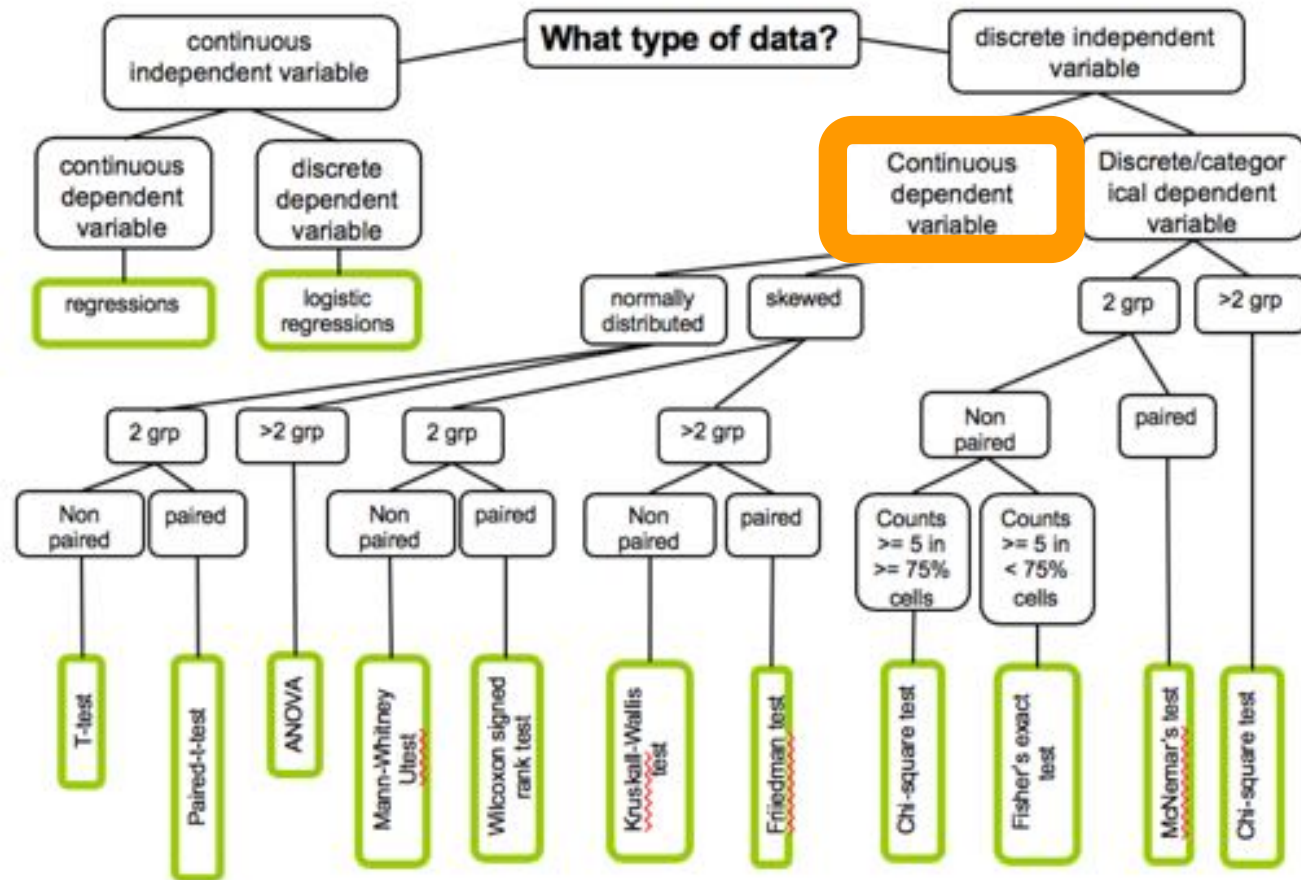 What type of data?
continuous
independent variable
discrete independent
variable
continuous
dependent
variable
discrete
dependent
variable
Continuous
dependent
variable
Discrete/categor
ical dependent
variable
regressions
logistic
regressions
normally
distributed
skewed
2 grp
>2 grp
2 grp
>2 grp
2 grp
>2 grp
Non
paired
paired
Non
paired
paired
Non
paired
paired
Non
paired
paired
Counts
>= 5 in
>= 75%
cells
Counts
>= 5 in
< 75%
cells
T-test
Paired-t-test
ANOVA
Mann-Whitney
Utest
Wilcoxon signed
rank test
Kruskall-Wallis
test
Friiedman test
Chi-square test
Fisher's exact
test
McNemar's test
Chi-square test